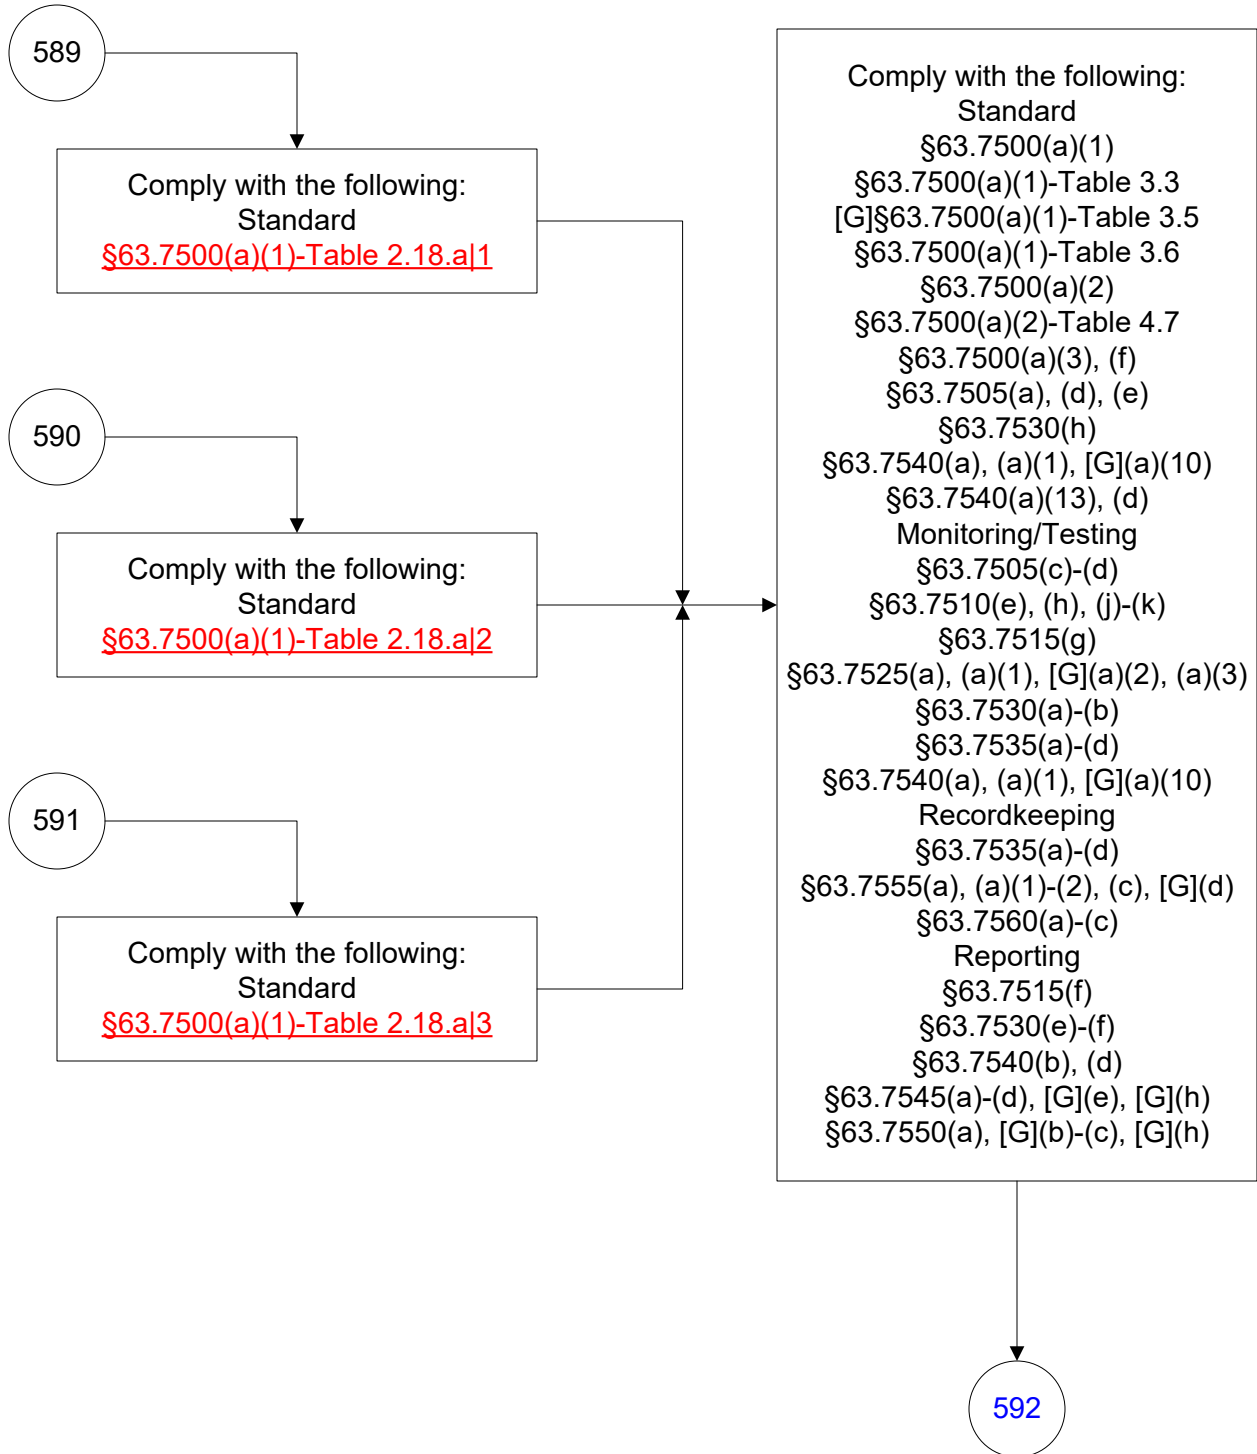 589
Comply with the following:
Standard
§63.7500(a)(1)-Table 2.18.a|1
590
Comply with the following:
Standard
§63.7500(a)(1)-Table 2.18.a|2
591
Comply with the following:
Standard
§63.7500(a)(1)-Table 2.18.a|3
Comply with the following:
Standard
§63.7500(a)(1)
§63.7500(a)(1)-Table 3.3
[G]§63.7500(a)(1)-Table 3.5
§63.7500(a)(1)-Table 3.6
§63.7500(a)(2)
§63.7500(a)(2)-Table 4.7
§63.7500(a)(3), (f)
§63.7505(a), (d), (e)
§63.7530(h)
§63.7540(a), (a)(1), [G](a)(10)
§63.7540(a)(13), (d)
Monitoring/Testing
§63.7505(c)-(d)
§63.7510(e), (h), (j)-(k)
§63.7515(g)
§63.7525(a), (a)(1), [G](a)(2), (a)(3)
§63.7530(a)-(b)
§63.7535(a)-(d)
§63.7540(a), (a)(1), [G](a)(10)
Recordkeeping
§63.7535(a)-(d)
§63.7555(a), (a)(1)-(2), (c), [G](d)
§63.7560(a)-(c)
Reporting
§63.7515(f)
§63.7530(e)-(f)
§63.7540(b), (d)
§63.7545(a)-(d), [G](e), [G](h)
§63.7550(a), [G](b)-(c), [G](h)
592